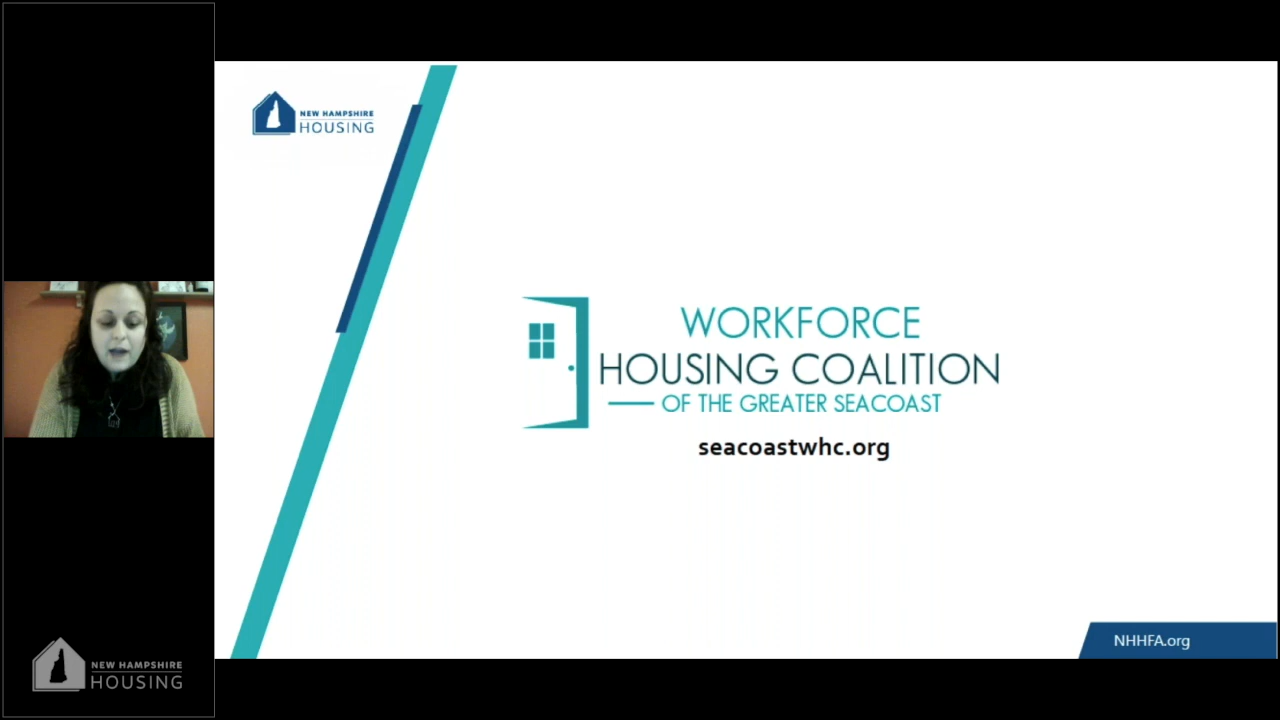 NEW HAMPSHIRE
HOUSING
WORKFORCE
HOUSING COALITION
OF THE GREATER SEACOAST
seacoastwhc.org
NHHFA.org
NEW HAMPSHIRE
HOUSING